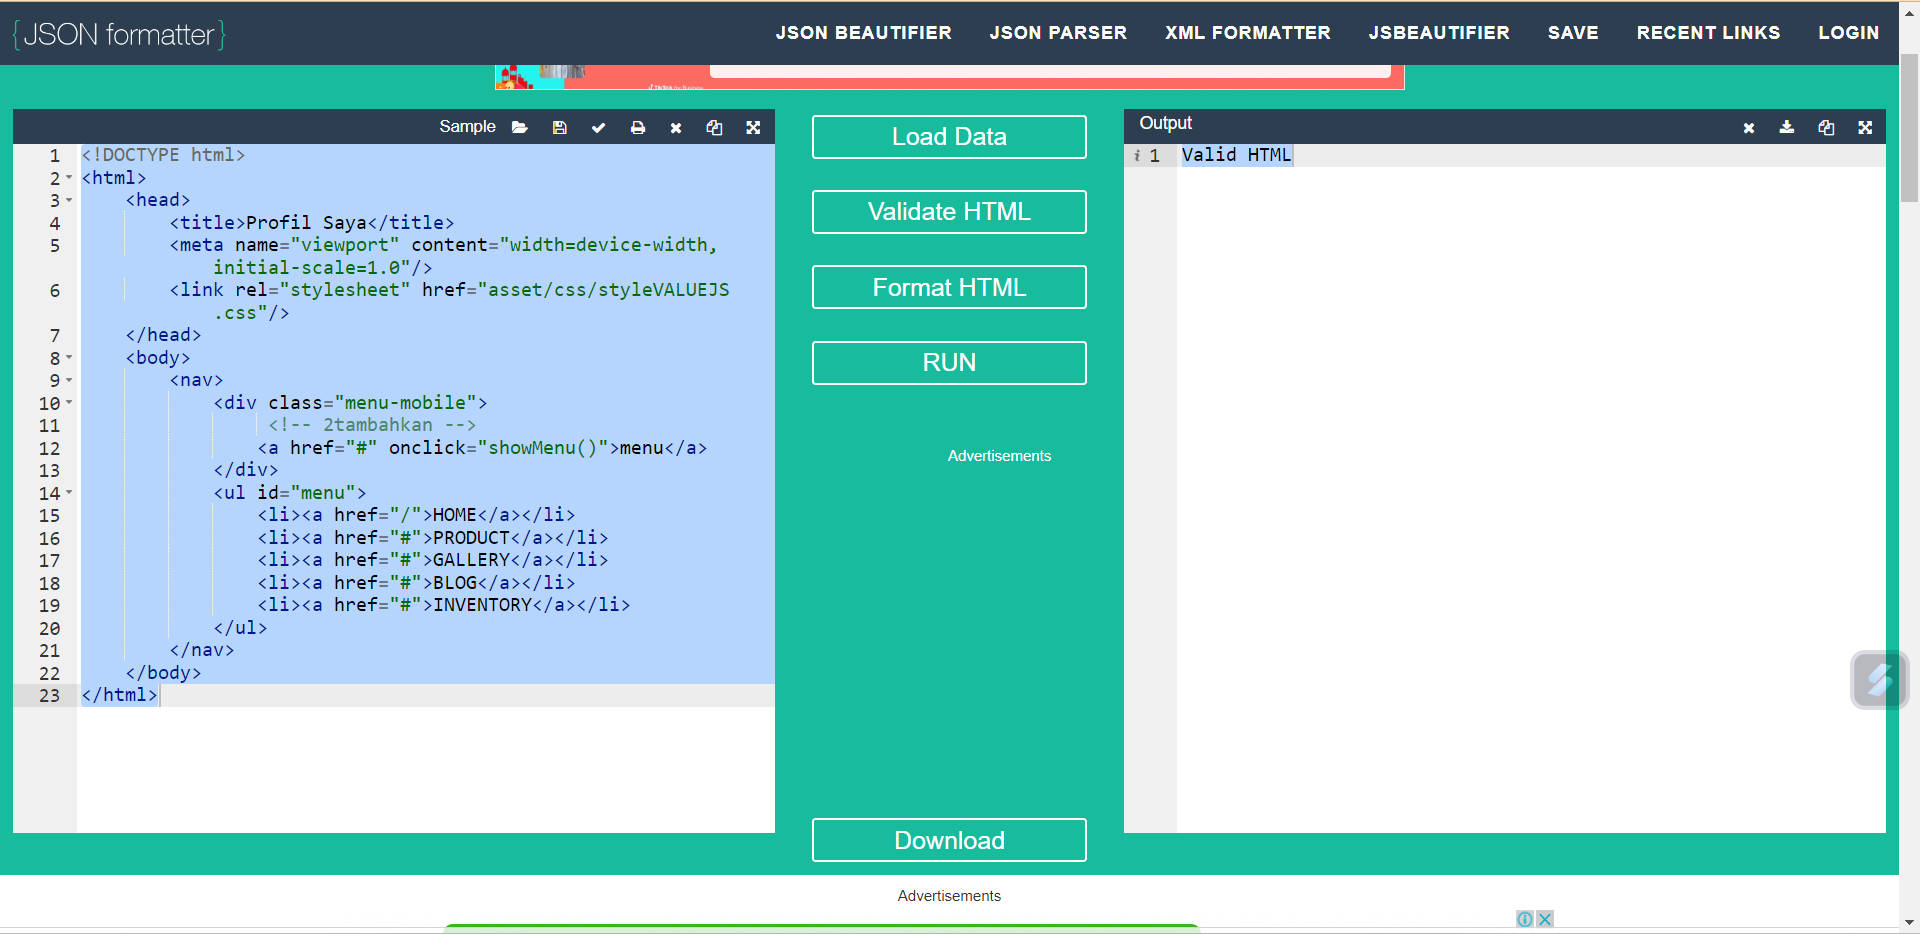 {JSON formatter}
JSON BEAUTIFIER JSON PARSER XML FORMATTER JSBEAUTIFIER SAVE RECENT LINKS LOGIN
Sample
1 <!DOCTYPE html>
2 <html>
3 <head>
4 <title>Profil Saya</title>
5 <meta name="viewport" content="width=device-width,
initial-scale=1.0"/>
6 <link rel="stylesheet" href="asset/css/styleVALUEJS
.css"/>
7 </head>
8 <body>
9 <nav>
10 <div class="menu-mobile">
11 <!-- 2tambahkan -->
12 <a href="#" onclick="showMenu()">menu</a>
13 </div>
14 <ul id="menu">
15 <li><a href="/">HOME</a></li>
16 <li><a href="#">PRODUCT</a></li>
17 <li><a href="#">GALLERY</a></li>
18 <li><a href="#">BLOG</a></li>
19 <li><a href="#">INVENTORY</a></li>
20 </ul>
21 </nav>
22 </body>
23 </html>
Load Data
Validate HTML
Format HTML
RUN
Advertisements
Download
Output
1 Valid HTML
Advertisements